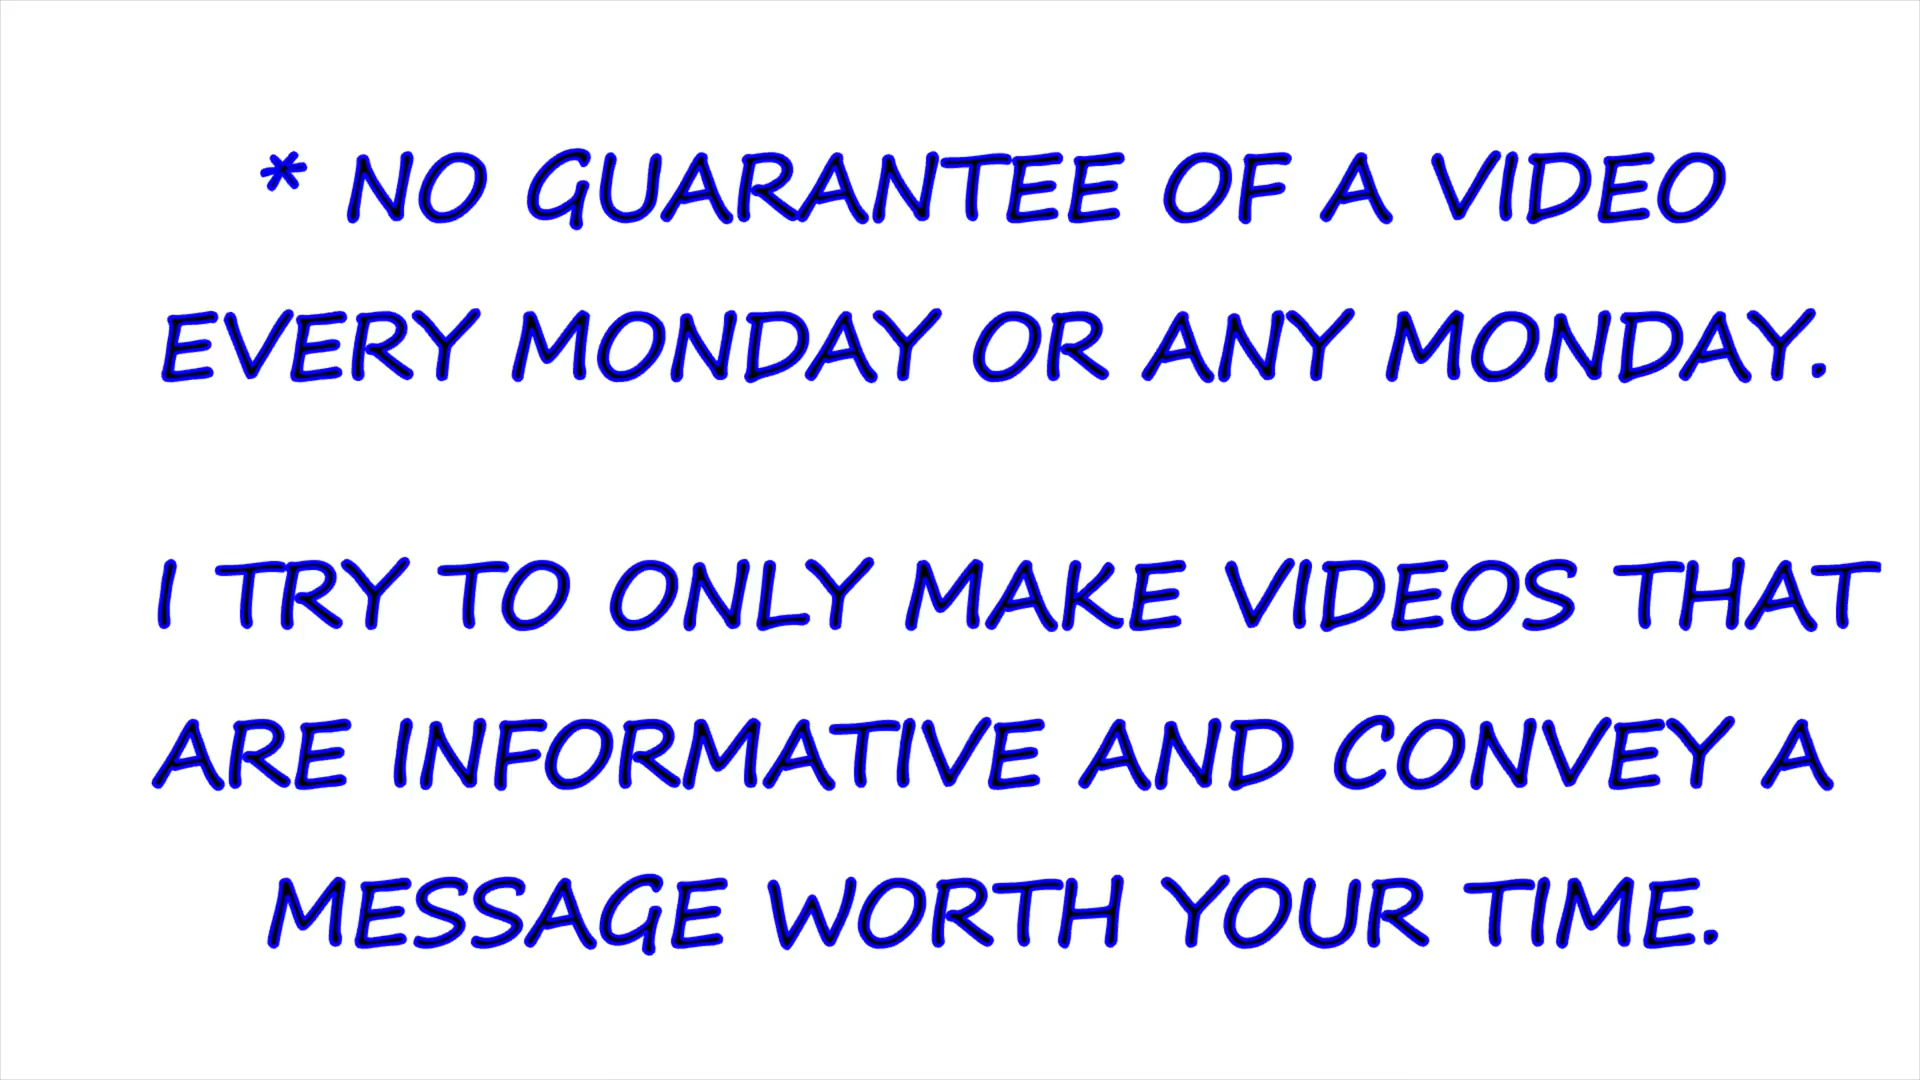 * NO GUARANTEE OF A VIDEO
EVERY MONDAY OR ANY MONDAY.
I TRY TO ONLY MAKE VIDEOS THAT
ARE INFORMATIVE AND CONVEY A
MESSAGE WORTH YOUR TIME.